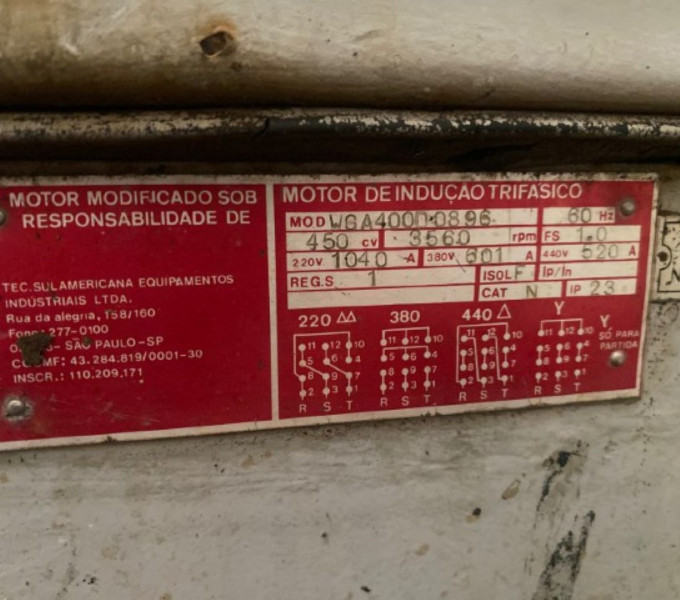 MOTOR MODIFICADO SOB
RESPONSABILIDADE DE
TEC. SULAMERICANA EQUIPAMENTOS
INDÚSTRIAIS LTDA.
Rua da alegria, 158/160
Fone: 277-0100
SÃO PAULO-SP
CGCMF: 43.284.819/0001-30
INSCR.: 110.209.171
MOTOR DE INDUÇÃO TRIFÁSICO
MOD WGA400D.0896 60 Hz
450 cv 3560 rpm FS 1.0
220V 1040 A 380V 601 A 440V 520 A
REG.S 1 ISOL F Ip/In
CAT N IP 23
220 ΔΔ 380 440 Δ Y
Y
SÓ PARA
PARTIDA
11 12 10 11 12 10 11 12 10 11 12 10
5 6 4 5 6 4 5 6 4 5 6 4
8 9 7 8 9 7 8 9 7 8 9 7
2 3 1 2 3 1 2 3 1 2 3 1
R S T R S T R S T R S T